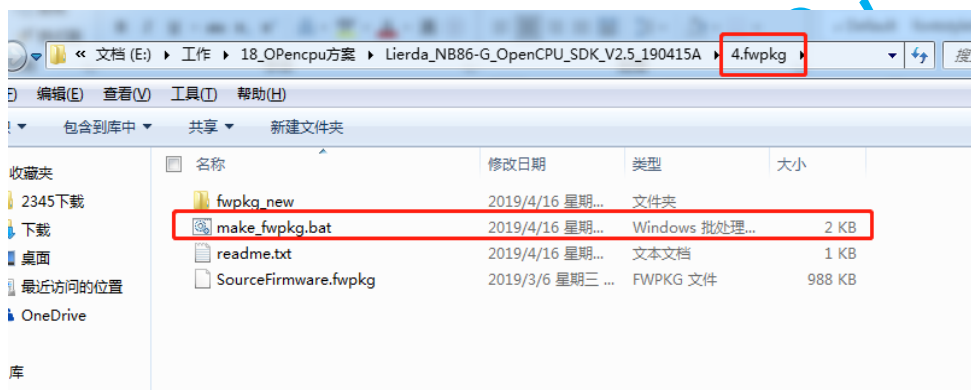 « 文档 (E:) ▸ 工作 ▸ 18_OPencpu方案 ▸ Lierda_NB86-G_OpenCPU_SDK_V2.5_190415A ▸ 4.fwpkg ▸
编辑(E) 查看(V) 工具(T) 帮助(H)
包含到库中 共享 新建文件夹
收藏夹 名称 修改日期 类型 大小
2345下载 fwpkg_new 2019/4/16 星期... 文件夹
下载 make_fwpkg.bat 2019/4/16 星期... Windows 批处理... 2 KB
桌面 readme.txt 2019/4/16 星期... 文本文档 1 KB
最近访问的位置 SourceFirmware.fwpkg 2019/3/6 星期三 ... FWPKG 文件 988 KB
OneDrive
库